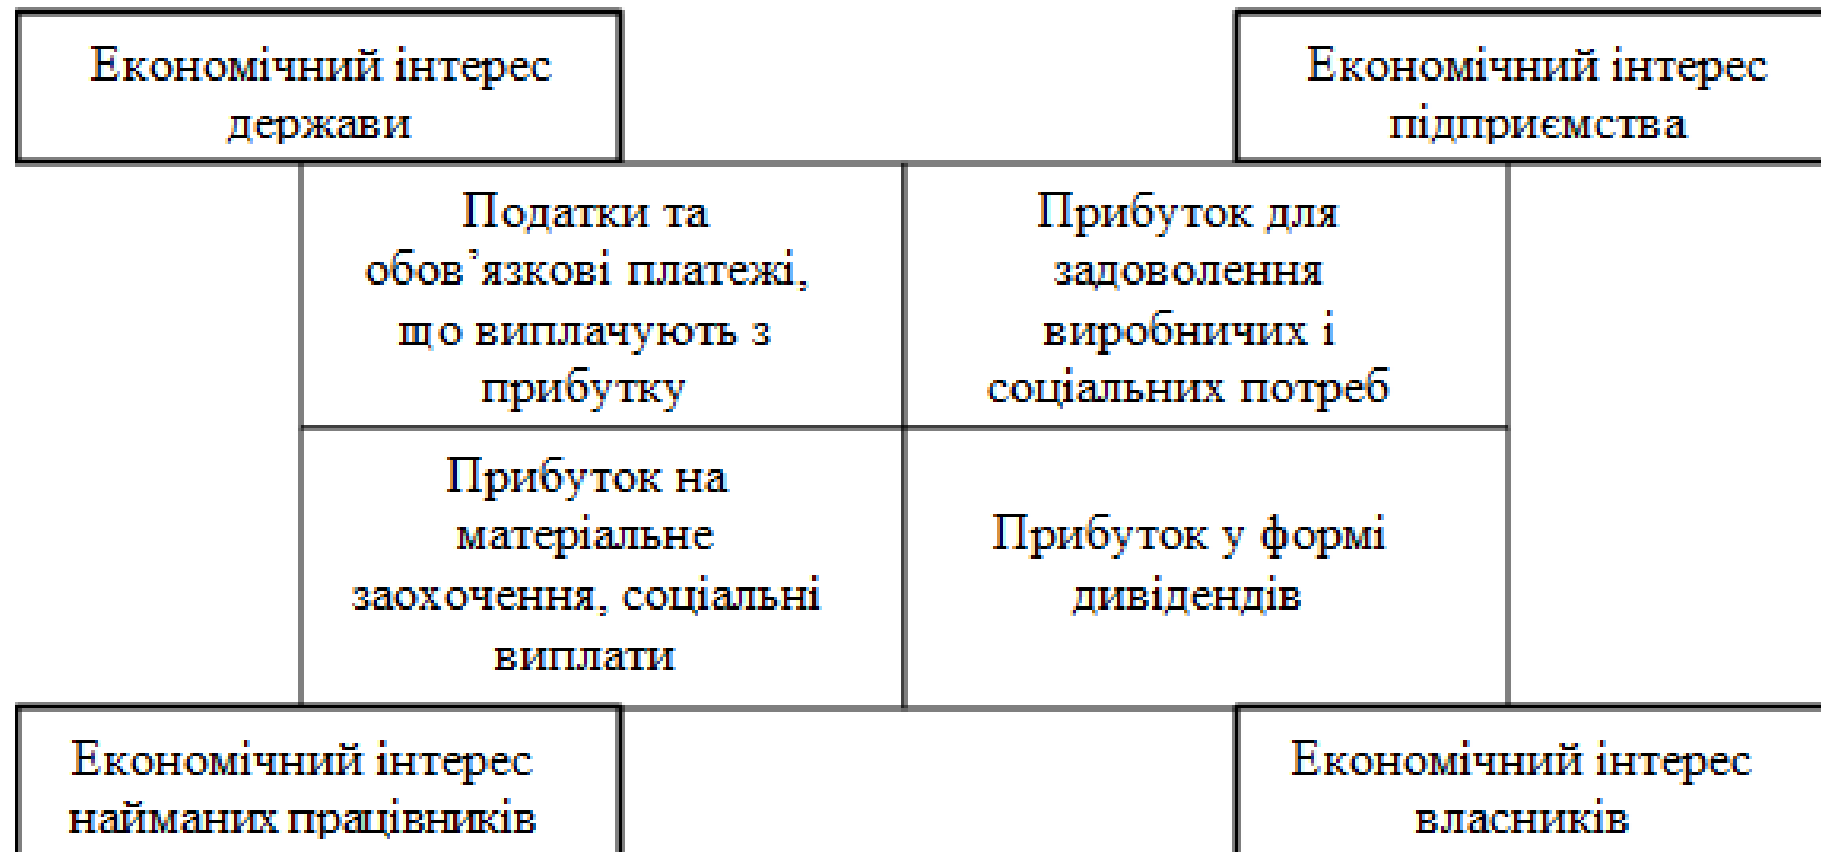 Економічний інтерес
держави
Економічний інтерес
підприємства
Податки та
обов’язкові платежі,
що виплачують з
прибутку
Прибуток для
задоволення
виробничих і
соціальних потреб
Прибуток на
матеріальне
заохочення, соціальні
виплати
Прибуток у формі
дивідендів
Економічний інтерес
найманих працівників
Економічний інтерес
власників